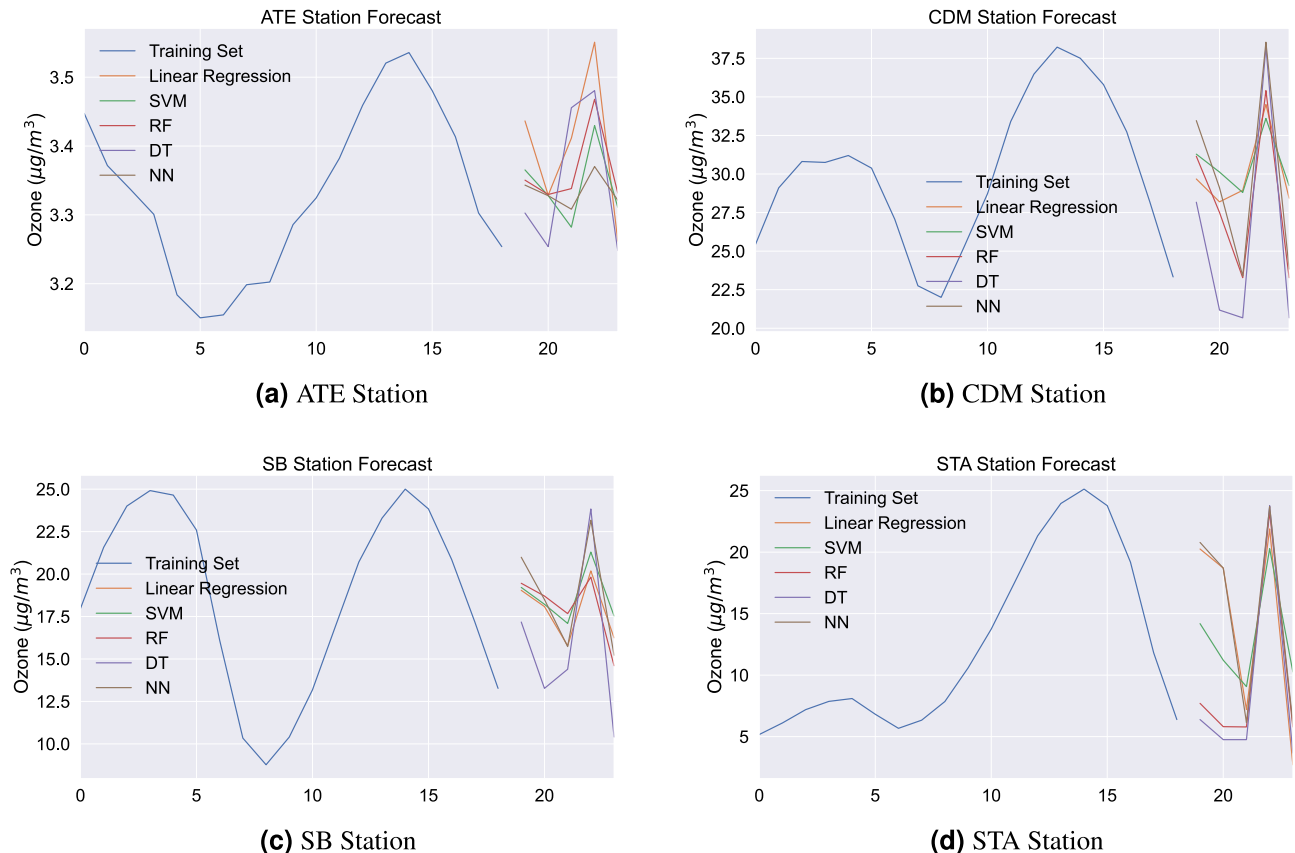 ATE Station Forecast
Ozone (μg/m³)
3.5
3.4
3.3
3.2
Training Set
Linear Regression
SVM
RF
DT
NN
0 5 10 15 20
(a) ATE Station
CDM Station Forecast
Ozone (μg/m³)
37.5
35.0
32.5
30.0
27.5
25.0
22.5
20.0
Training Set
Linear Regression
SVM
RF
DT
NN
0 5 10 15 20
(b) CDM Station
SB Station Forecast
Ozone (μg/m³)
25.0
22.5
20.0
17.5
15.0
12.5
10.0
Training Set
Linear Regression
SVM
RF
DT
NN
0 5 10 15 20
(c) SB Station
STA Station Forecast
Ozone (μg/m³)
25
20
15
10
5
Training Set
Linear Regression
SVM
RF
DT
NN
0 5 10 15 20
(d) STA Station